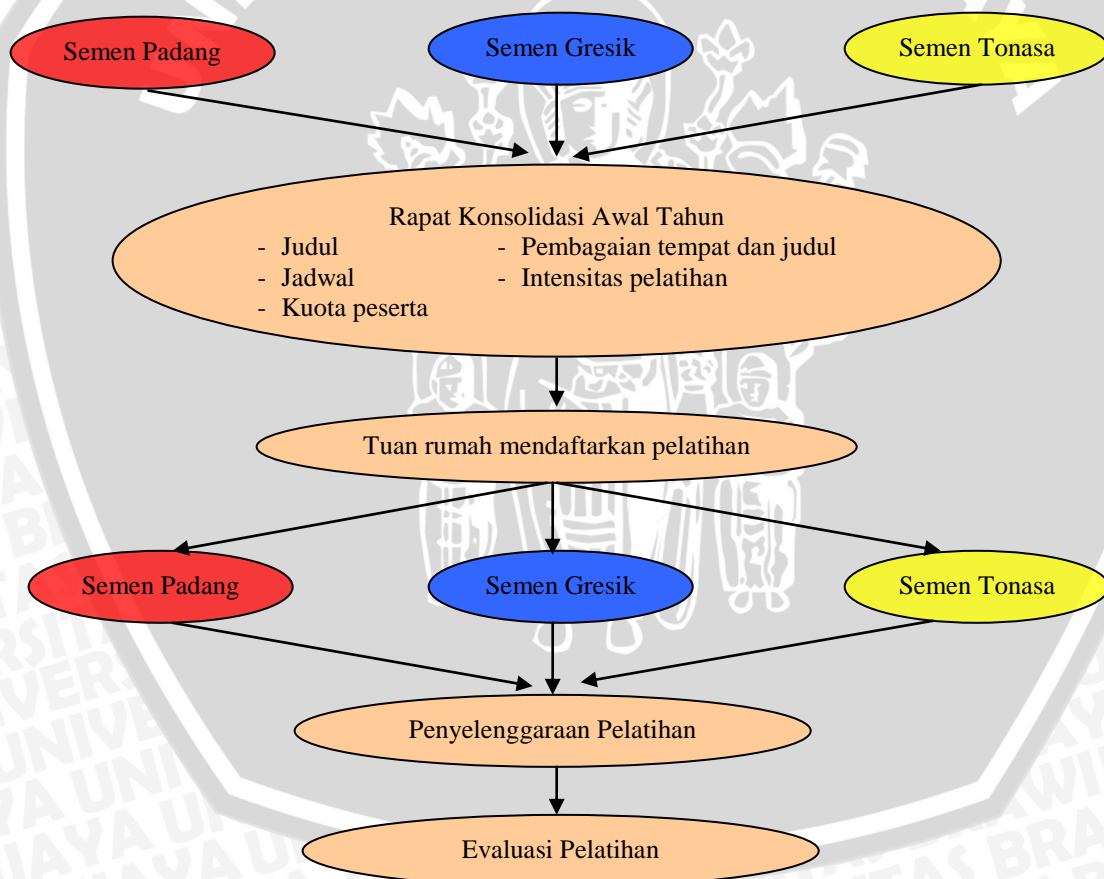 Semen Padang
Semen Gresik
Semen Tonasa
Rapat Konsolidasi Awal Tahun
- Judul
- Jadwal
- Kuota peserta
- Pembagaian tempat dan judul
- Intensitas pelatihan
Tuan rumah mendaftarkan pelatihan
Semen Padang
Semen Gresik
Semen Tonasa
Penyelenggaraan Pelatihan
Evaluasi Pelatihan